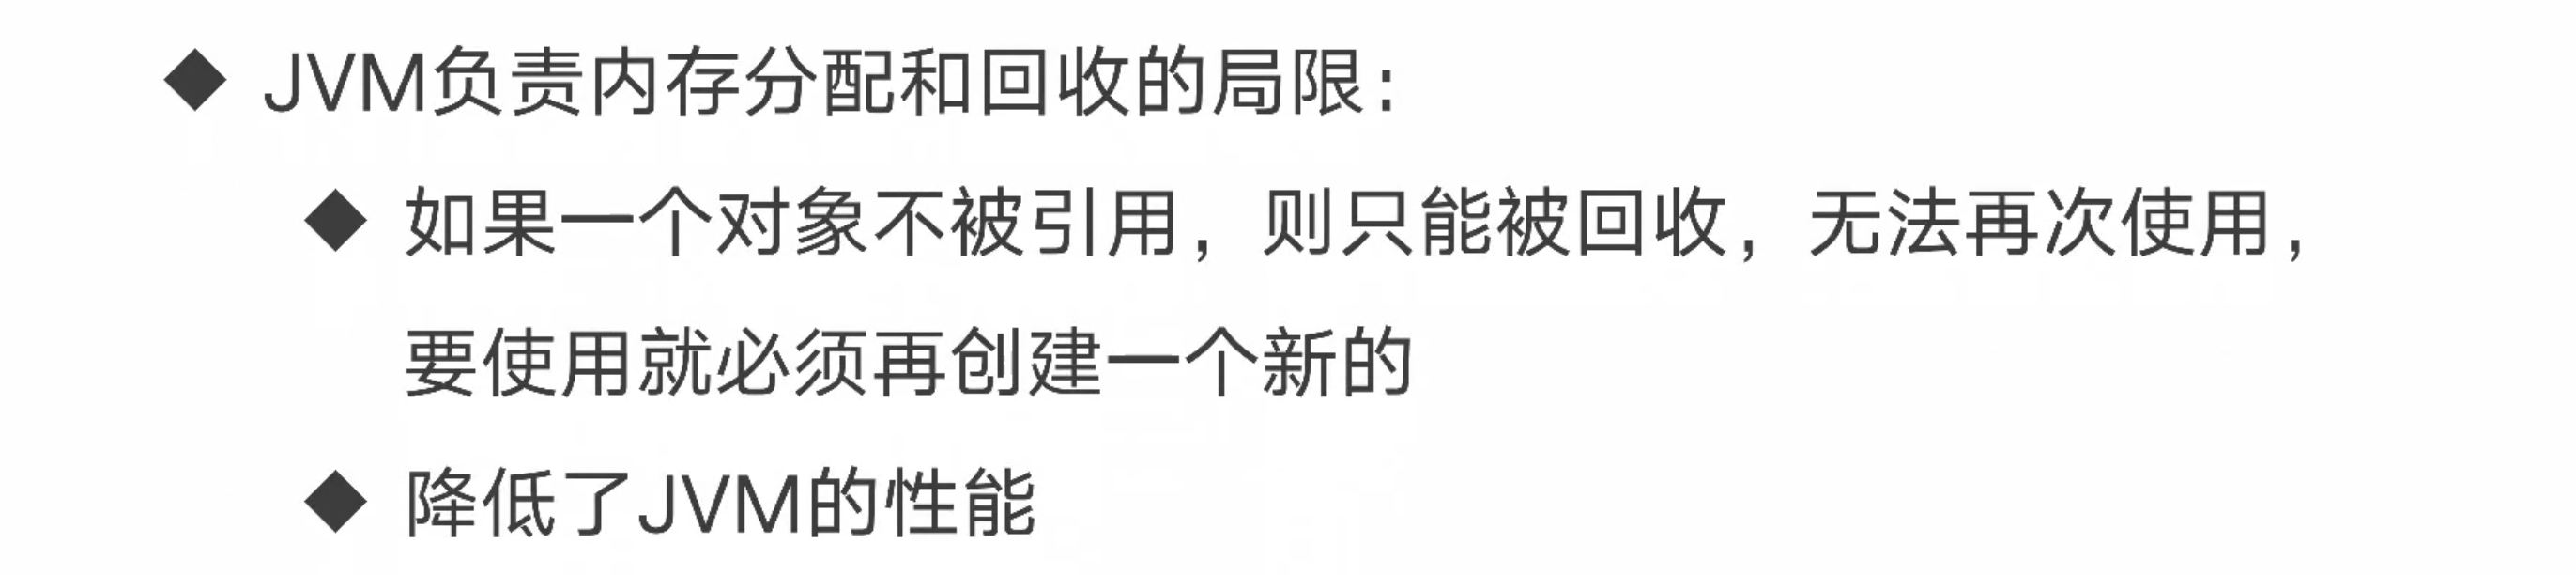 ◆ JVM负责内存分配和回收的局限：
◆ 如果一个对象不被引用，则只能被回收，无法再次使用，
要使用就必须再创建一个新的
◆ 降低了JVM的性能